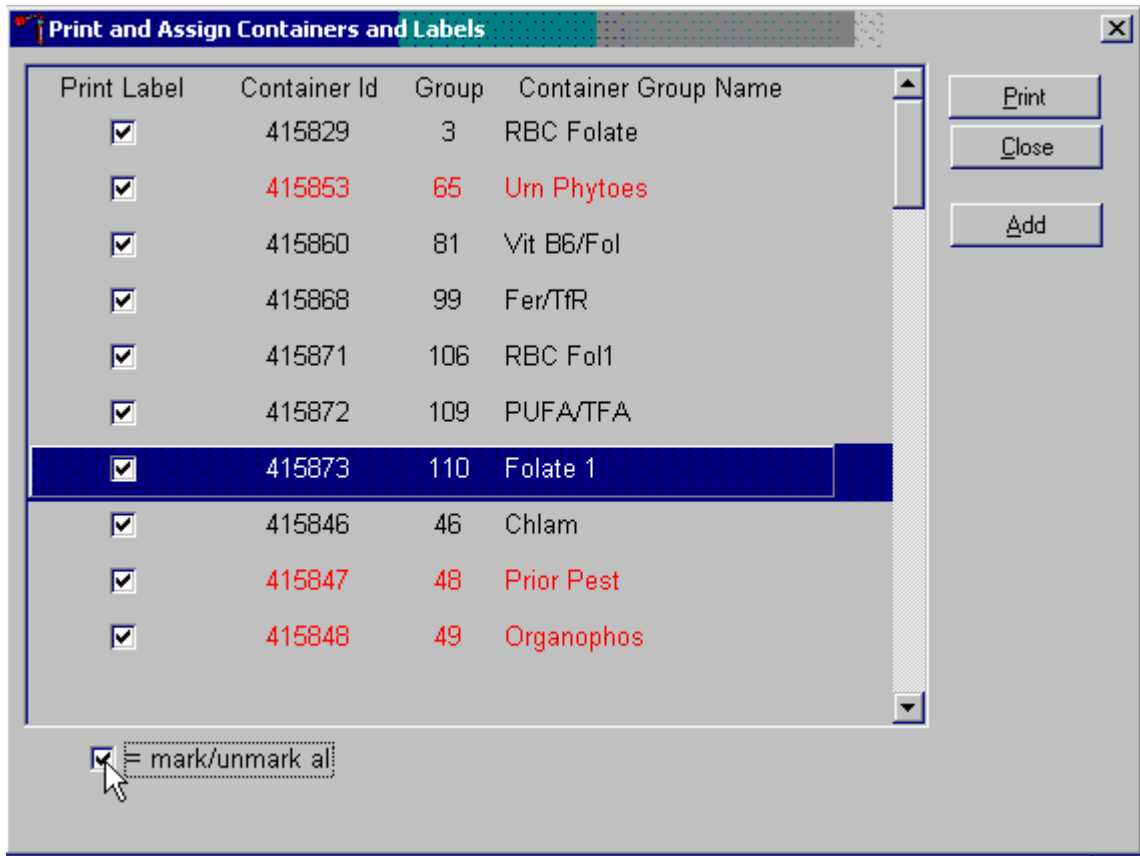 Print and Assign Containers and Labels
Print Label Container Id Group Container Group Name
415829 3 RBC Folate
415853 65 Urn Phytoes
415860 81 Vit B6/Fol
415868 99 Fer/TfR
415871 106 RBC Fol1
415872 109 PUFA/TFA
415873 110 Folate 1
415846 46 Chlam
415847 48 Prior Pest
415848 49 Organophos
= mark/unmark al
Print
Close
Add